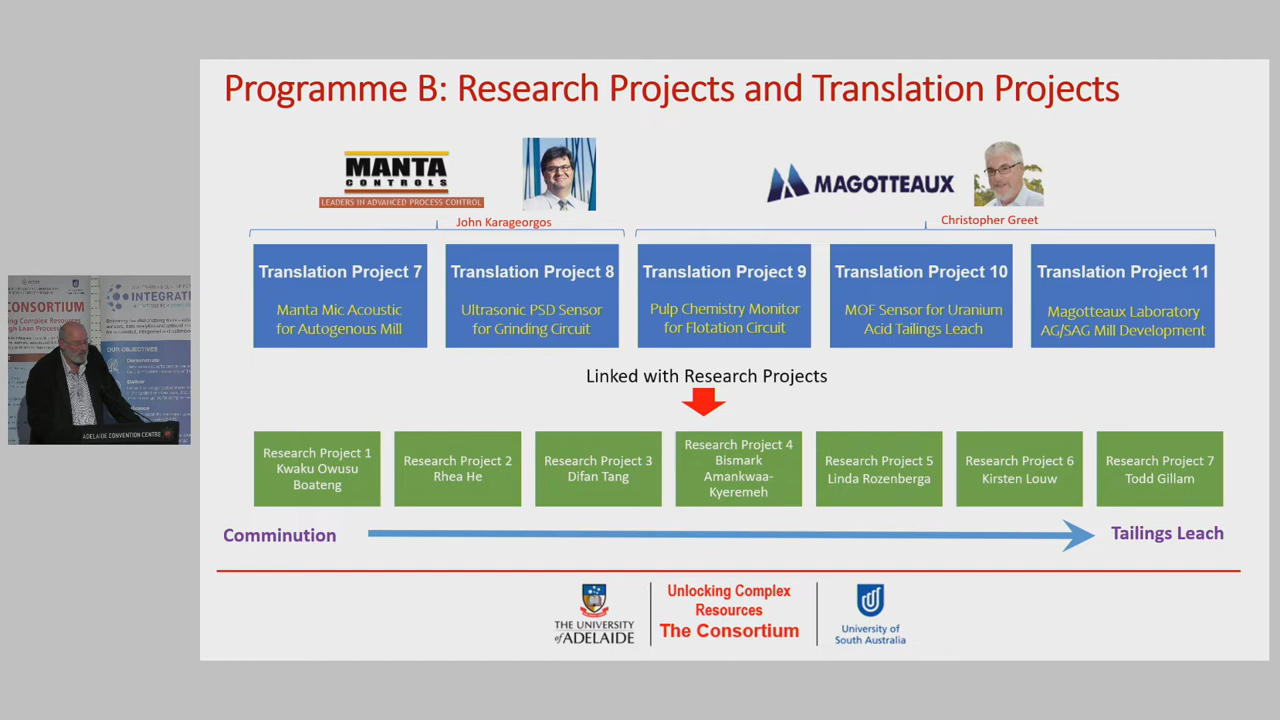 Programme B: Research Projects and Translation Projects
MANTA
CONTROLS
LEADERS IN ADVANCED PROCESS CONTROL
MAGOTTEAUX
John Karageorgos
Christopher Greet
Translation Project 7
Manta Mic Acoustic
for Autogenous Mill
Translation Project 8
Ultrasonic PSD Sensor
for Grinding Circuit
Translation Project 9
Pulp Chemistry Monitor
for Flotation Circuit
Translation Project 10
MOF Sensor for Uranium
Acid Tailings Leach
Translation Project 11
Magotteaux Laboratory
AG/SAG Mill Development
Linked with Research Projects
Research Project 1
Kwaku Owusu
Boateng
Research Project 2
Rhea He
Research Project 3
Difan Tang
Research Project 4
Bismark
Amankwaa-
Kyeremeh
Research Project 5
Linda Rozenberga
Research Project 6
Kirsten Louw
Research Project 7
Todd Gillam
Comminution
Tailings Leach
THE UNIVERSITY
of ADELAIDE
Unlocking Complex
Resources
The Consortium
University of
South Australia
CONSORTIUM
INTEGRAT
OUR OBJECTIVES
ADELAIDE CONVENTION CENTRE